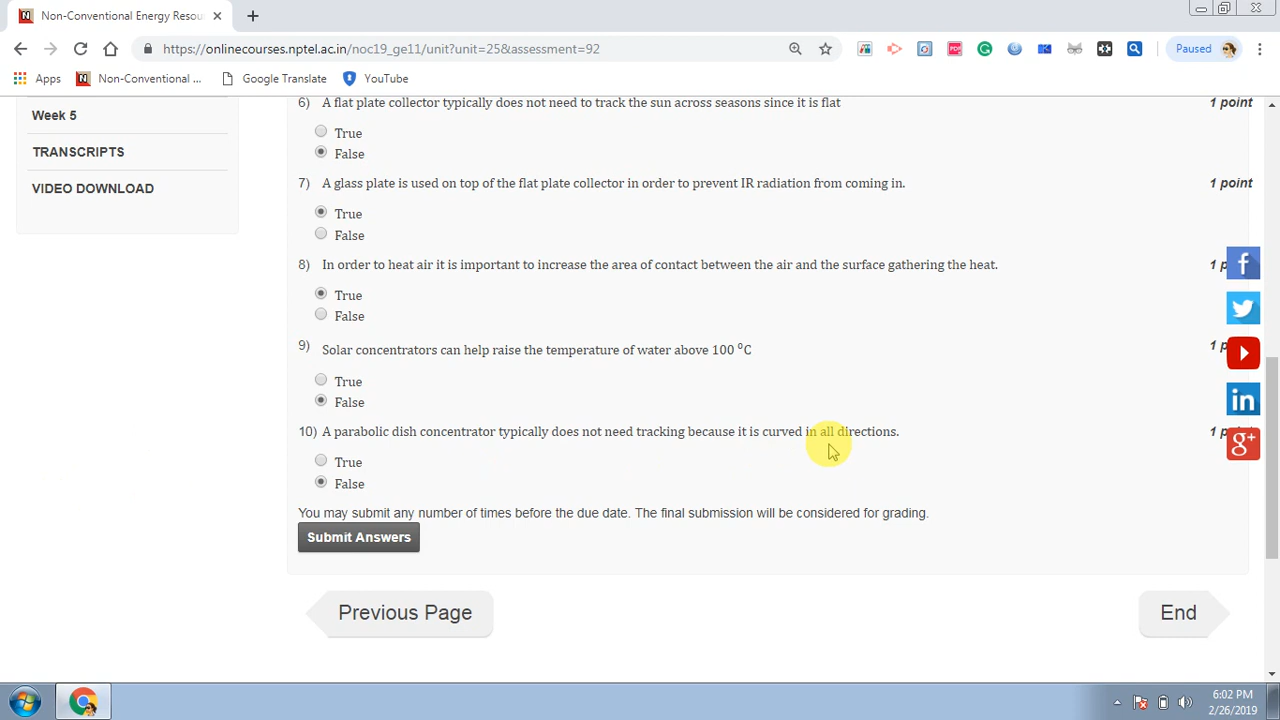 Non-Conventional Energy Resou
https://onlinecourses.nptel.ac.in/noc19_ge11/unit?unit=25&assessment=92
Paused
Apps
Non-Conventional ...
Google Translate
YouTube
Week 5
TRANSCRIPTS
VIDEO DOWNLOAD
6) A flat plate collector typically does not need to track the sun across seasons since it is flat 1 point
True
False
7) A glass plate is used on top of the flat plate collector in order to prevent IR radiation from coming in. 1 point
True
False
8) In order to heat air it is important to increase the area of contact between the air and the surface gathering the heat. 1 p
True
False
9) Solar concentrators can help raise the temperature of water above 100 ⁰C 1 p
True
False
10) A parabolic dish concentrator typically does not need tracking because it is curved in all directions. 1 p
True
False
You may submit any number of times before the due date. The final submission will be considered for grading.
Submit Answers
Previous Page
End
6:02 PM
2/26/2019